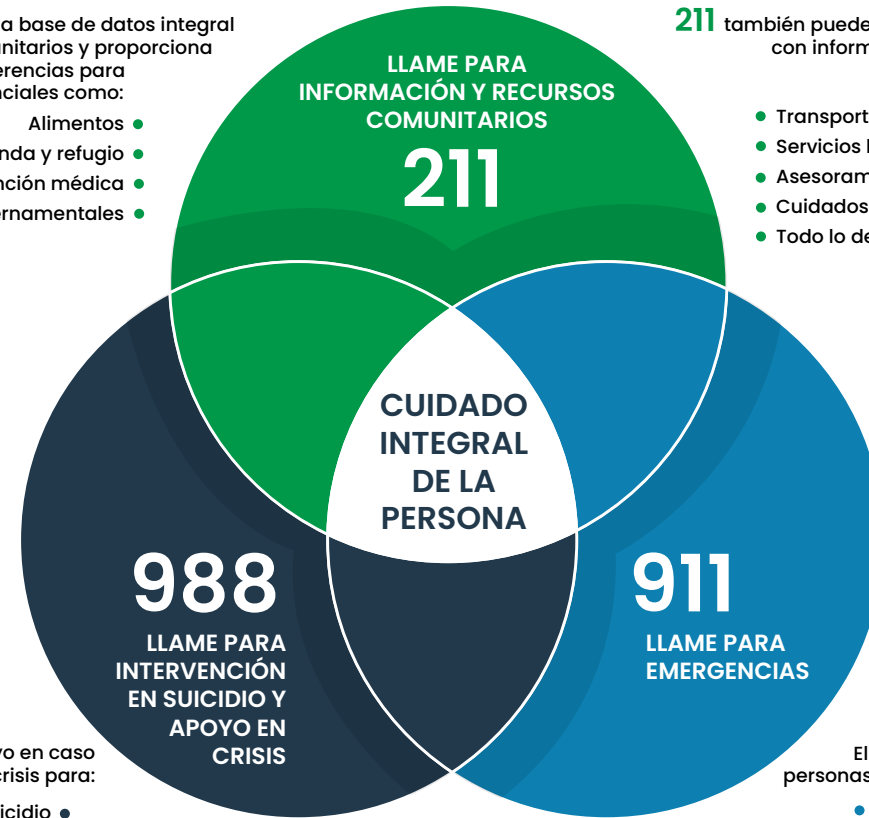 a base de datos integral
nitarios y proporciona
erencias para
nciales como:
Alimentos
nda y refugio
nción médica
ernamentales
LLAME PARA
INFORMACIÓN Y RECURSOS
COMUNITARIOS
211
211 también puede
con inform
Transport
Servicios
Asesoram
Cuidados
Todo lo de
CUIDADO
INTEGRAL
DE LA
PERSONA
988
LLAME PARA
INTERVENCIÓN
EN SUICIDIO Y
APOYO EN
CRISIS
911
LLAME PARA
EMERGENCIAS
yo en caso
crisis para:
icidio
El
personas